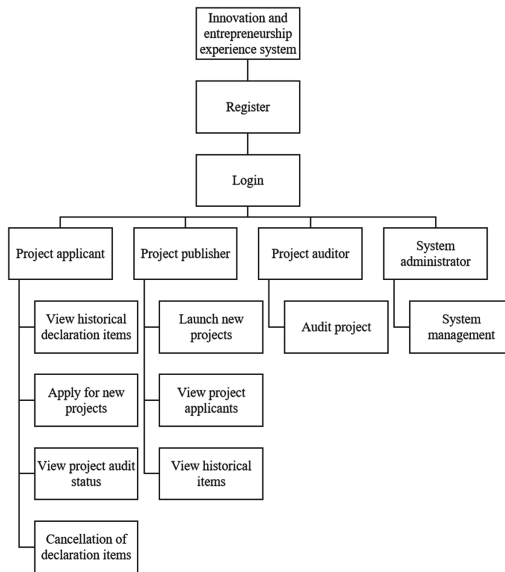 Innovation and
entrepreneurship
experience system
Register
Login
Project applicant
Project publisher
Project auditor
System
administrator
View historical
declaration items
Launch new
projects
Audit project
System
management
Apply for new
projects
View project
applicants
View project audit
status
View historical
items
Cancellation of
declaration items